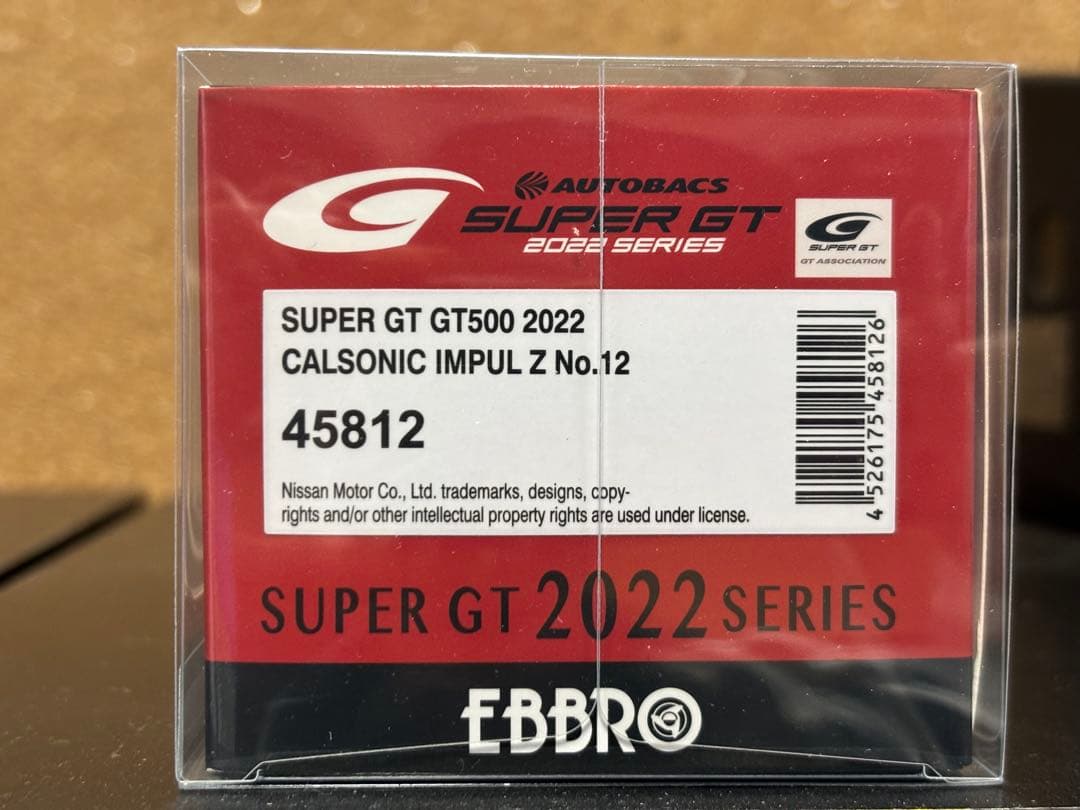 AUTOBACS
SUPER GT
2022 SERIES
SUPER GT
GT ASSOCIATION
SUPER GT GT500 2022
CALSONIC IMPUL Z No.12
45812
Nissan Motor Co., Ltd. trademarks, designs, copy-
rights and/or other intellectual property rights are used under license.
4 526175 458126
SUPER GT 2022 SERIES
EBBRO